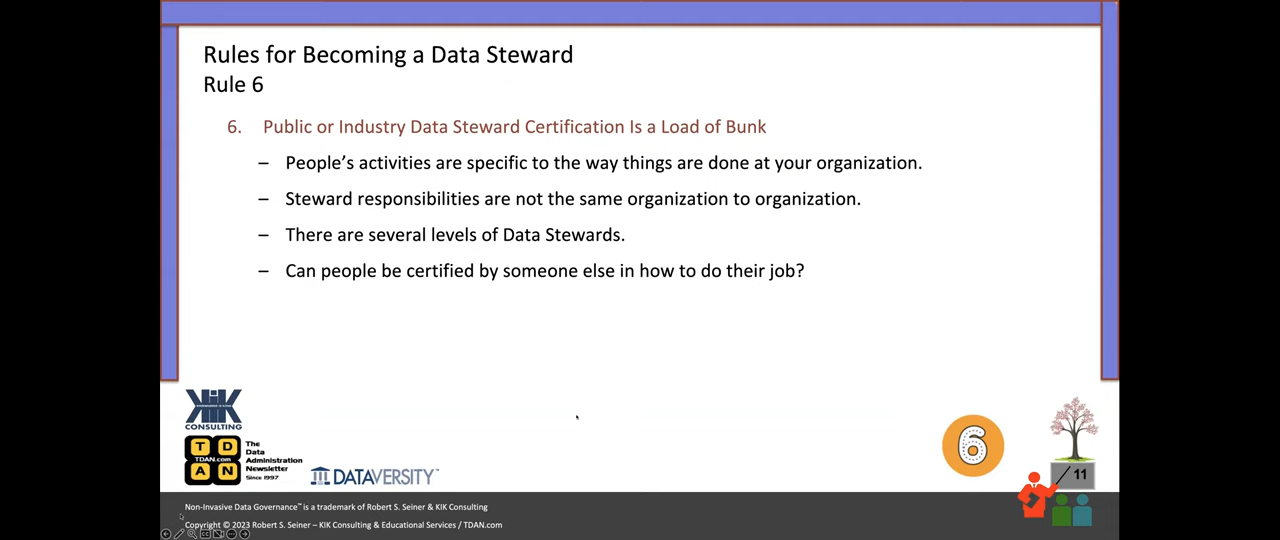 Rules for Becoming a Data Steward
Rule 6
6. Public or Industry Data Steward Certification Is a Load of Bunk
– People's activities are specific to the way things are done at your organization.
– Steward responsibilities are not the same organization to organization.
– There are several levels of Data Stewards.
– Can people be certified by someone else in how to do their job?
KIK
CONSULTING
T D
TDAN.com
A N
The
Data
Administration
Newsletter
Since 1997
DATAVERSITY
6
11
Non-Invasive Data Governance™ is a trademark of Robert S. Seiner & KIK Consulting
Copyright © 2023 Robert S. Seiner – KIK Consulting & Educational Services / TDAN.com